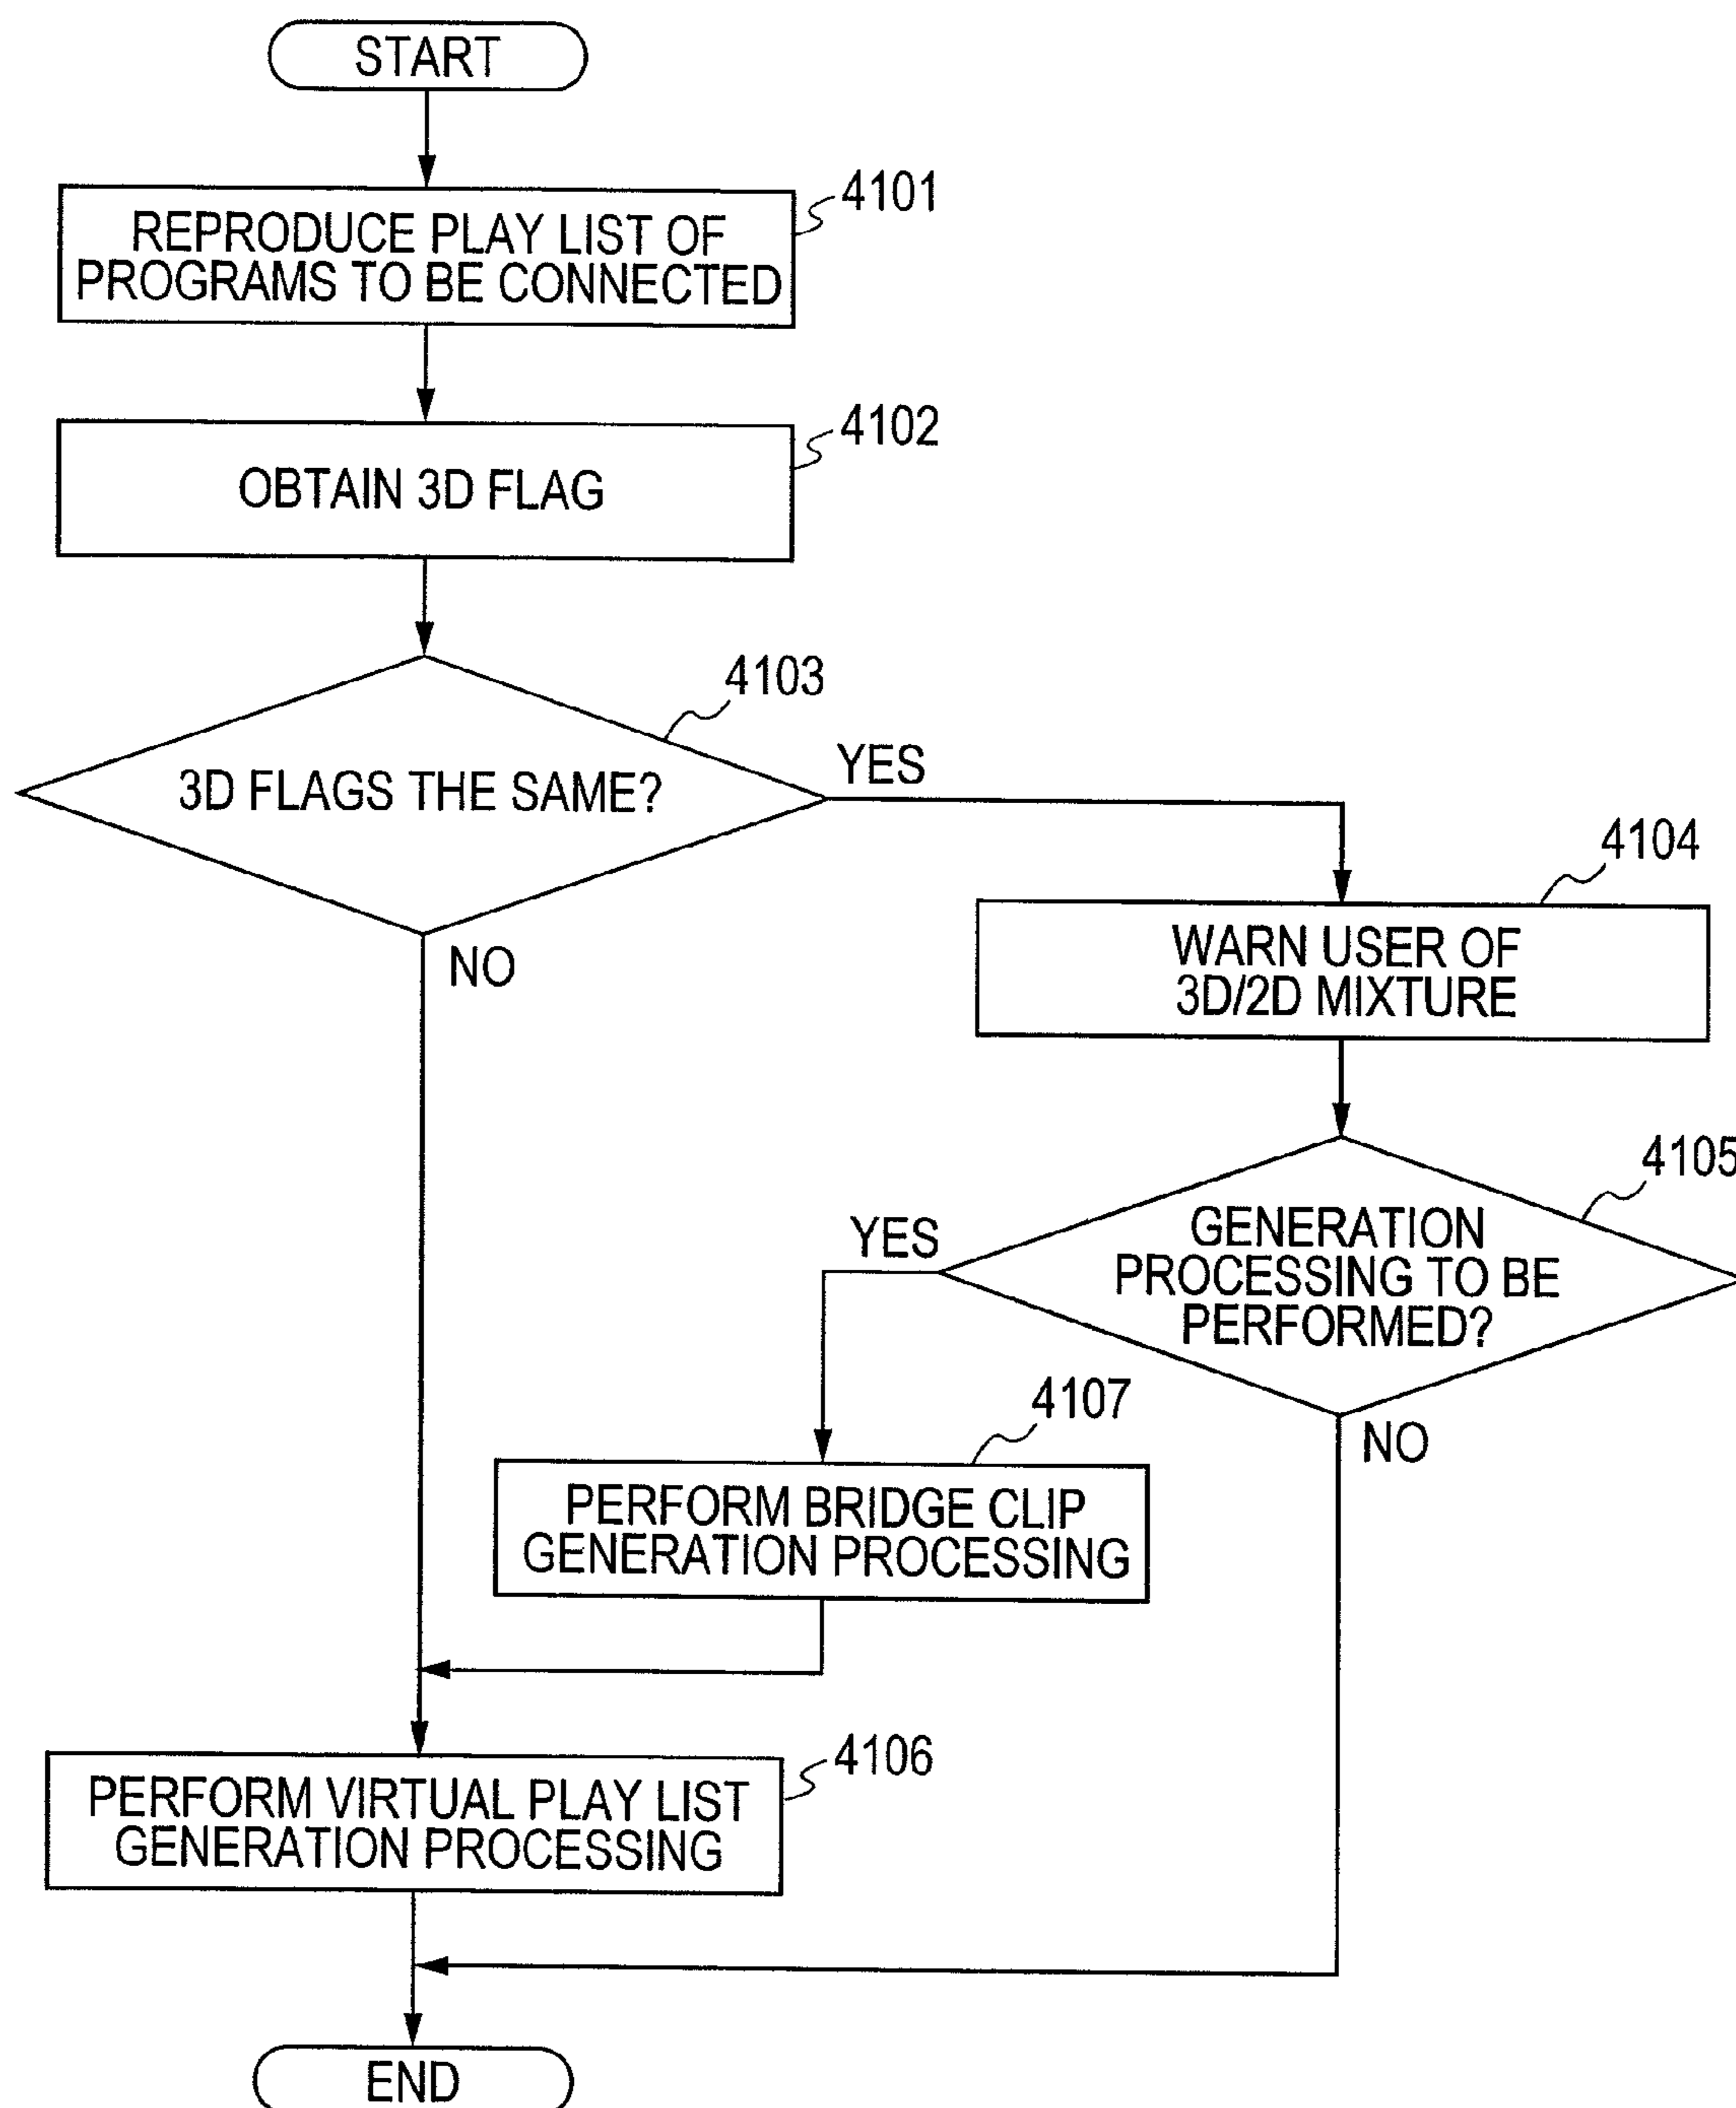 START
4101
REPRODUCE PLAY LIST OF
PROGRAMS TO BE CONNECTED
4102
OBTAIN 3D FLAG
4103
3D FLAGS THE SAME?
YES
NO
4104
WARN USER OF
3D/2D MIXTURE
4105
GENERATION
PROCESSING TO BE
PERFORMED?
YES
NO
4107
PERFORM BRIDGE CLIP
GENERATION PROCESSING
4106
PERFORM VIRTUAL PLAY LIST
GENERATION PROCESSING
END